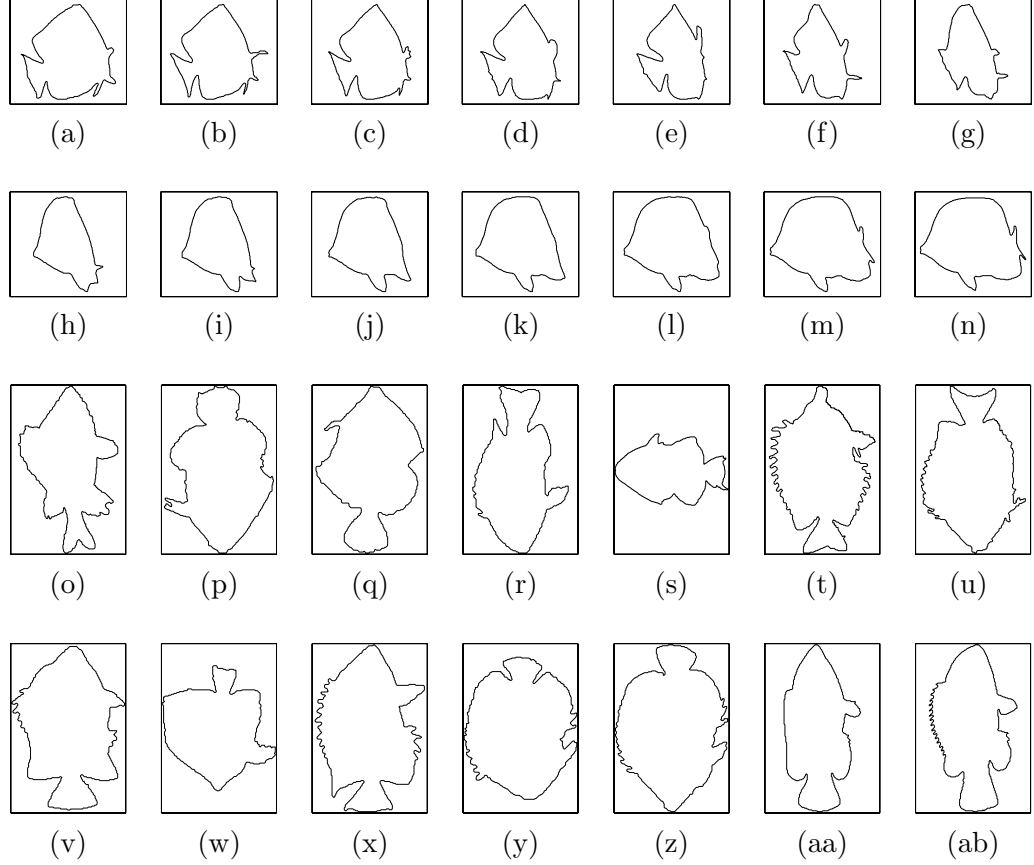 (a) (b) (c) (d) (e) (f) (g)
(h) (i) (j) (k) (l) (m) (n)
(o) (p) (q) (r) (s) (t) (u)
(v) (w) (x) (y) (z) (aa) (ab)